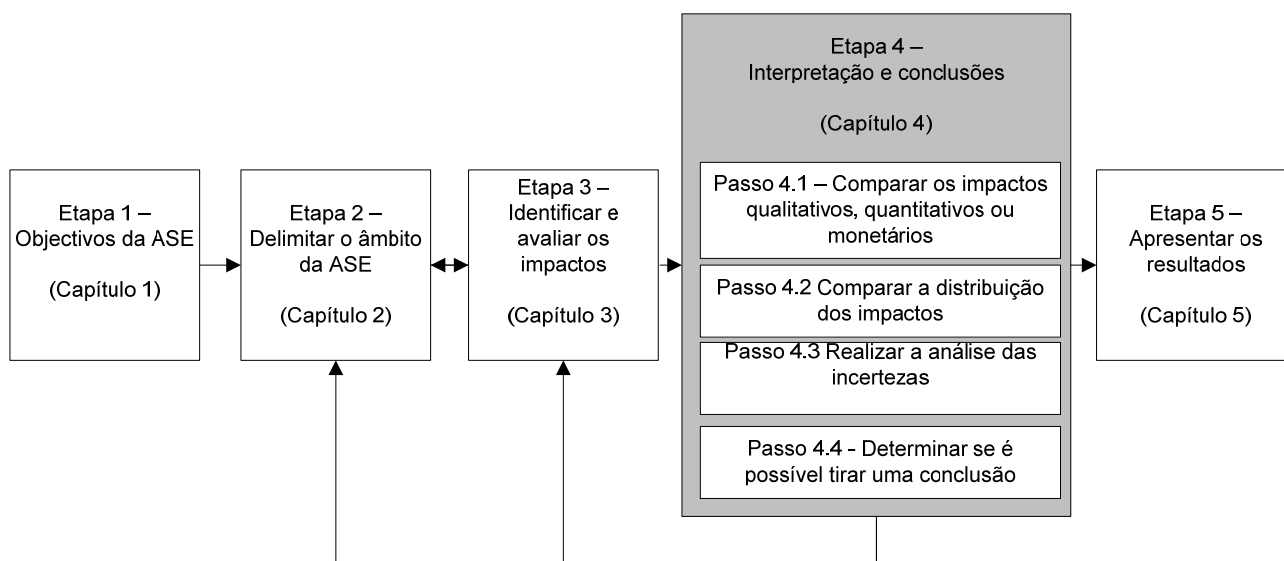 Etapa 1 –
Objectivos da ASE
(Capítulo 1)
Etapa 2 –
Delimitar o âmbito
da ASE
(Capítulo 2)
Etapa 3 –
Identificar e
avaliar os
impactos
(Capítulo 3)
Etapa 4 –
Interpretação e conclusões
(Capítulo 4)
Passo 4.1 – Comparar os impactos
qualitativos, quantitativos ou
monetários
Passo 4.2 Comparar a distribuição
dos impactos
Passo 4.3 Realizar a análise das
incertezas
Passo 4.4 - Determinar se é
possível tirar uma conclusão
Etapa 5 –
Apresentar os
resultados
(Capítulo 5)